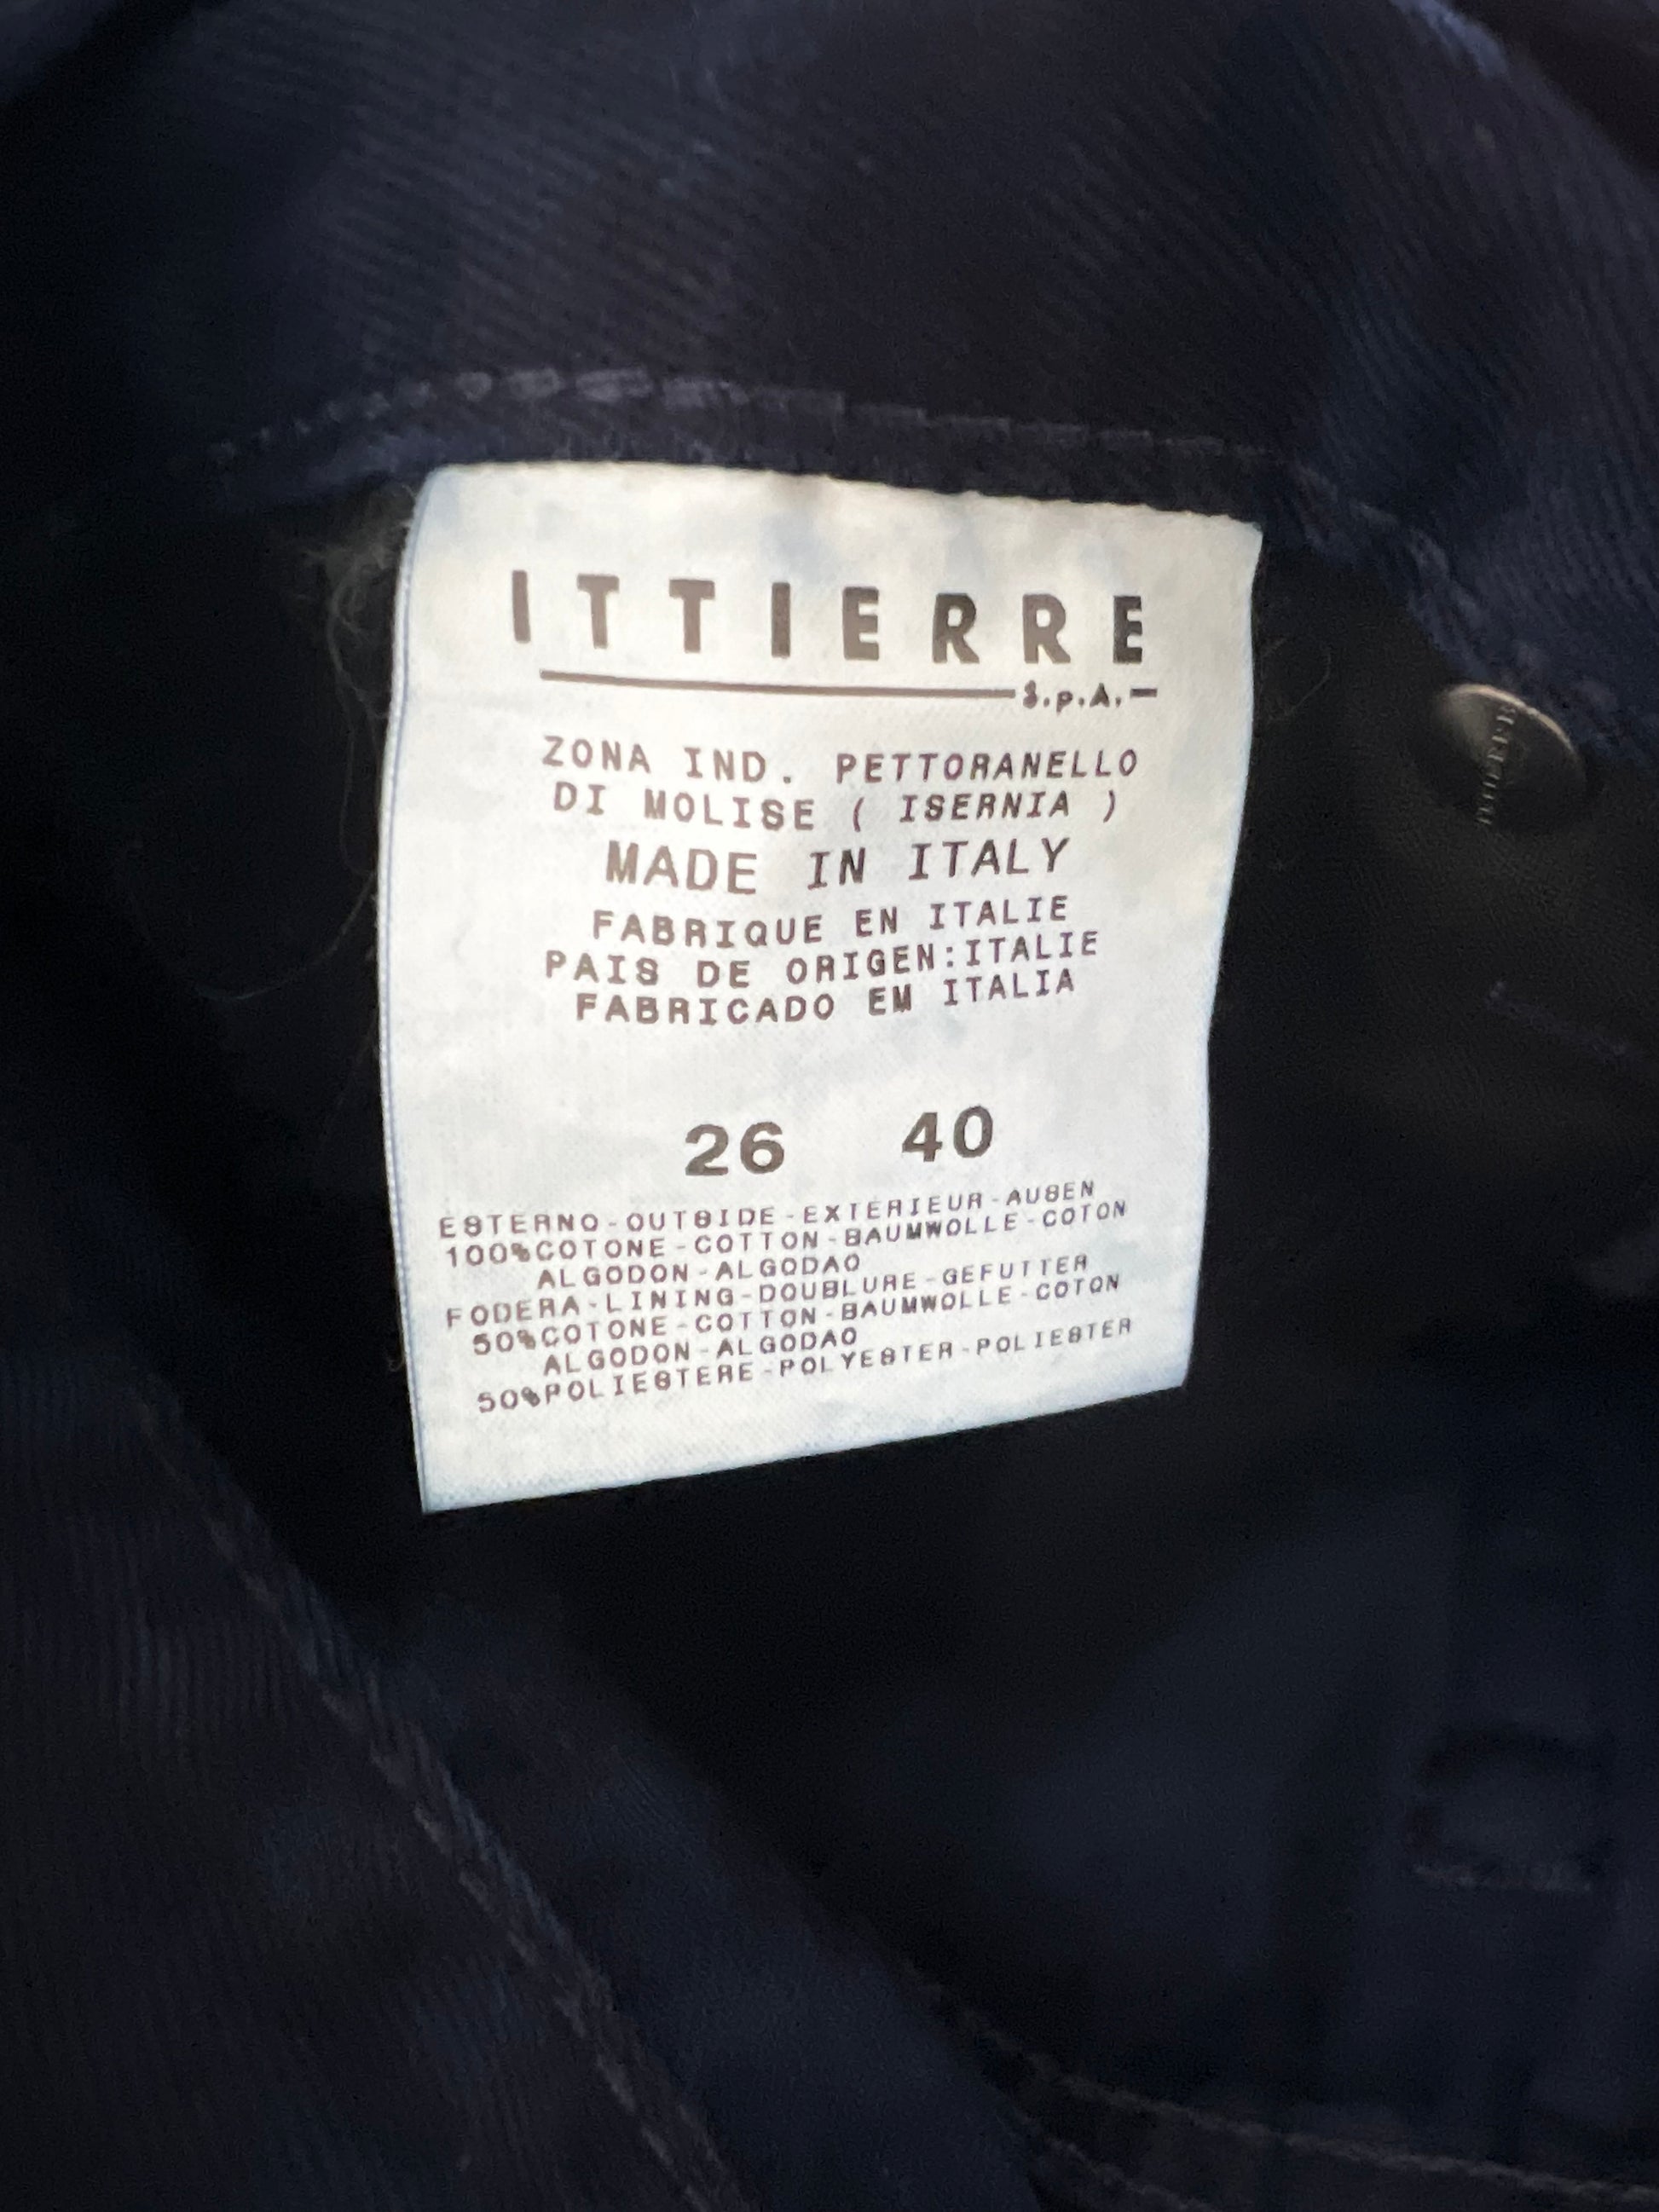 ITTIERRE
S.p.A.
ZONA IND. PETTORANELLO
DI MOLISE ( ISERNIA )
MADE IN ITALY
FABRIQUE EN ITALIE
PAIS DE ORIGEN:ITALIE
FABRICADO EM ITALIA
26 40
ESTERNO-OUTSIDE-EXTERIEUR-AUSEN
100%COTONE-COTTON-BAUMWOLLE-COTON
ALGODON-ALGODAO
FODERA-LINING-DOUBLURE-GEFUTTER
50%COTONE-COTTON-BAUMWOLLE-COTON
ALGODON-ALGODAO
50%POLIESTERE-POLYESTER-POLIESTER